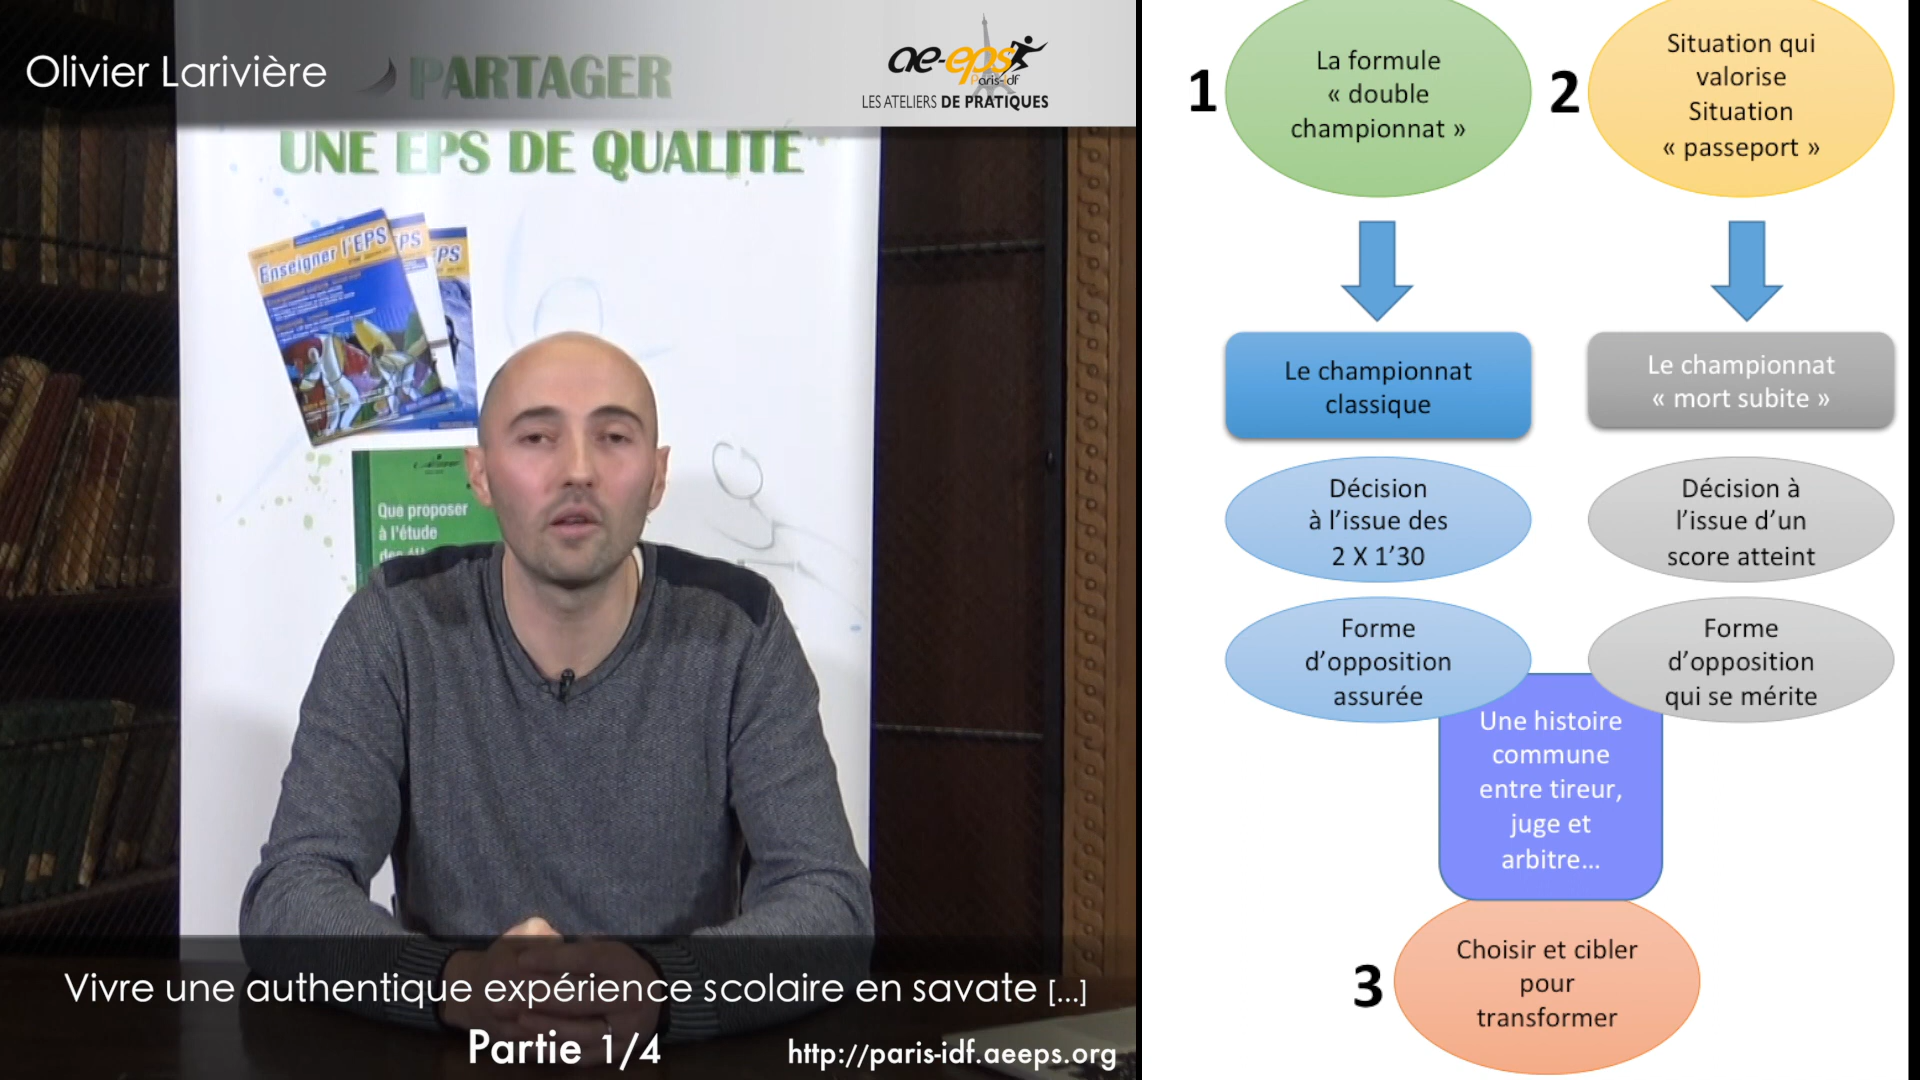 Olivier Larivière
PARTAGER
UNE EPS DE QUALITÉ
ae-eps
Paris-idf
LES ATELIERS DE PRATIQUES
Enseigner l'EPS
EPS
PS
Que proposer
à l'étude
Vivre une authentique expérience scolaire en savate [...]
Partie 1/4
http://paris-idf.aeeps.org
1
La formule
« double
championnat »
2
Situation qui
valorise
Situation
« passeport »
Le championnat
classique
Le championnat
« mort subite »
Décision
à l'issue des
2 X 1'30
Décision à
l'issue d'un
score atteint
Forme
d'opposition
assurée
Forme
d'opposition
qui se mérite
Une histoire
commune
entre tireur,
juge et
arbitre...
3
Choisir et cibler
pour
transformer